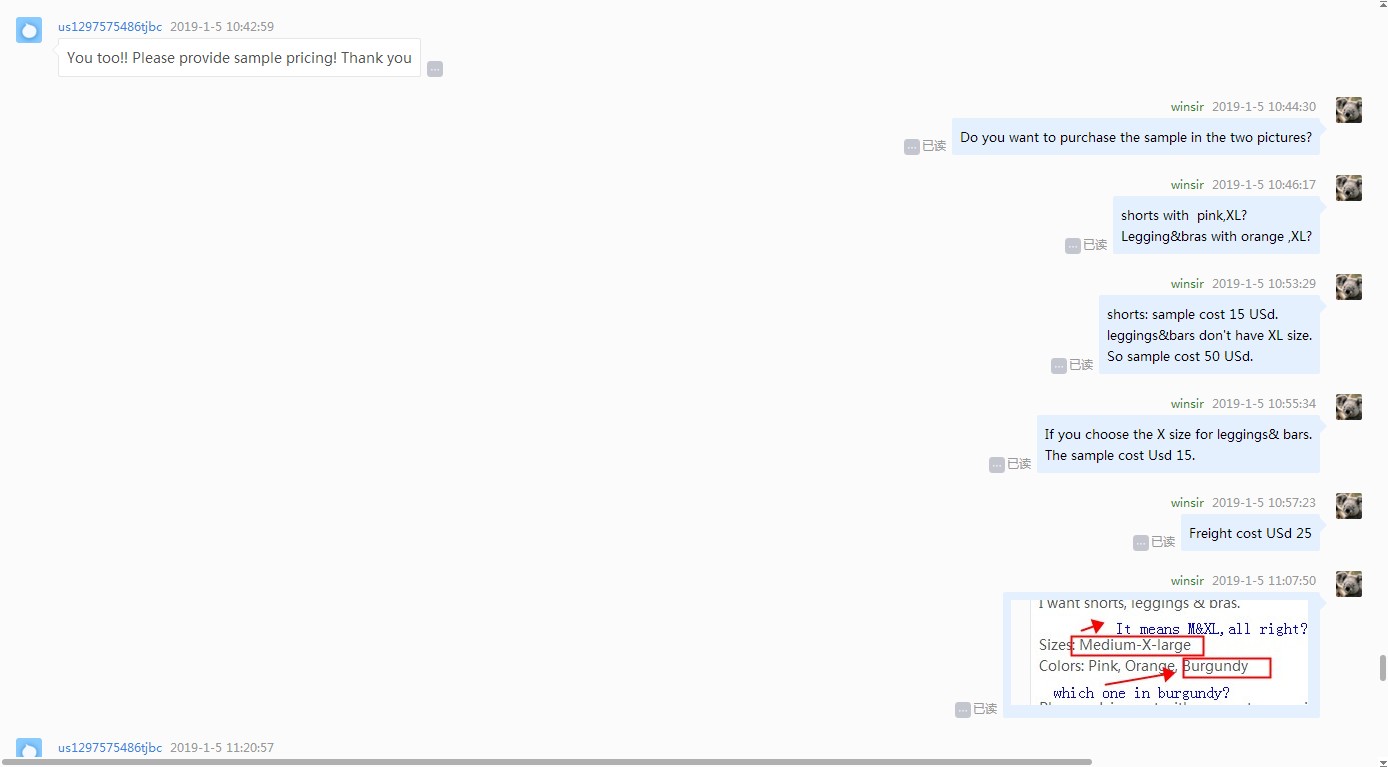 us1297575486tjbc 2019-1-5 10:42:59
You too!! Please provide sample pricing! Thank you
winsir 2019-1-5 10:44:30
Do you want to purchase the sample in the two pictures?
已读
winsir 2019-1-5 10:46:17
shorts with  pink,XL?
Legging&bras with orange ,XL?
已读
winsir 2019-1-5 10:53:29
shorts: sample cost 15 USd.
leggings&bars don't have XL size.
So sample cost 50 USd.
已读
winsir 2019-1-5 10:55:34
If you choose the X size for leggings& bars.
The sample cost Usd 15.
已读
winsir 2019-1-5 10:57:23
Freight cost USd 25
已读
winsir 2019-1-5 11:07:50
I want shorts, leggings & bras.
It means M&XL,all right?
Sizes: Medium-X-large
Colors: Pink, Orange, Burgundy
which one in burgundy?
已读
us1297575486tjbc 2019-1-5 11:20:57